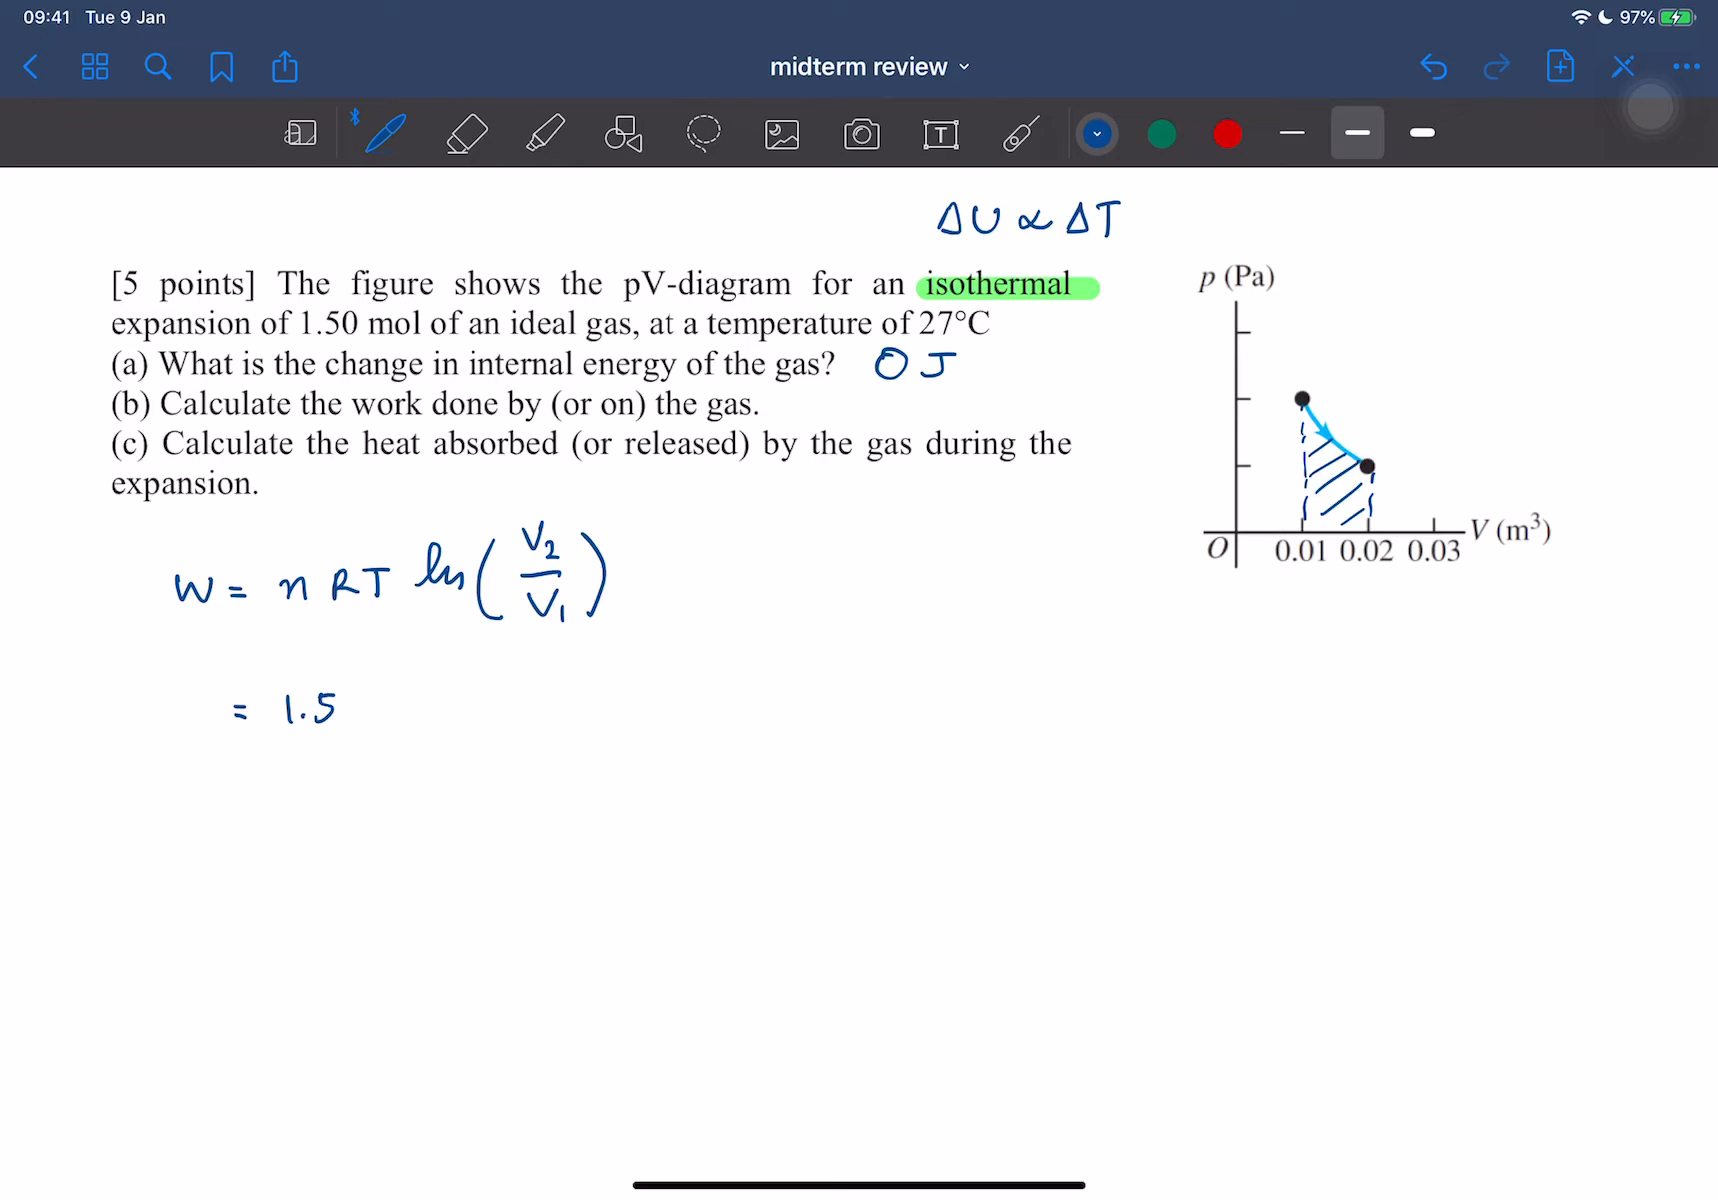 09:41 Tue 9 Jan
97%
midterm review
T
ΔU ∝ ΔT
[5 points] The figure shows the pV-diagram for an isothermal
expansion of 1.50 mol of an ideal gas, at a temperature of 27°C
(a) What is the change in internal energy of the gas? 0 J
(b) Calculate the work done by (or on) the gas.
(c) Calculate the heat absorbed (or released) by the gas during the
expansion.
p (Pa)
V (m³)
O 0.01 0.02 0.03
W = nRT ln(V₂/V₁)
= 1.5